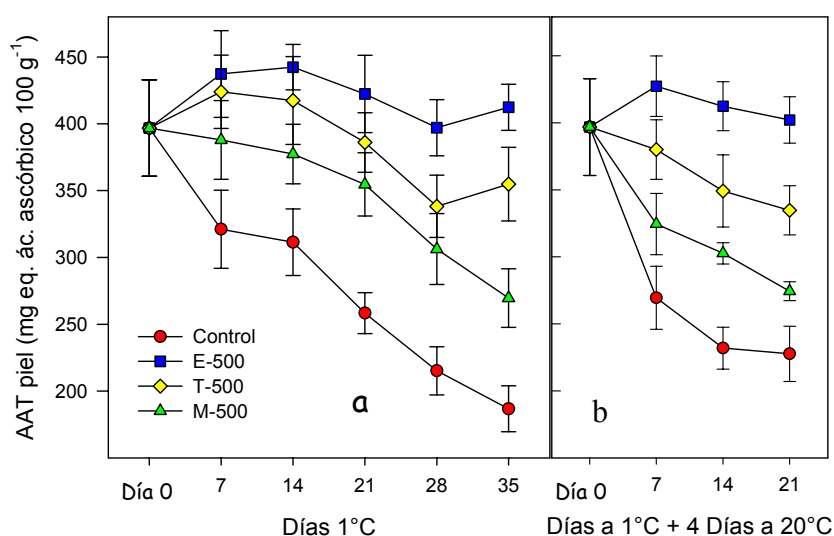 AAT piel (mg eq. ác. ascórbico 100 g⁻¹)
450
400
350
300
250
200
Control
E-500
T-500
M-500
a
b
Día 0 7 14 21 28 35
Día 0 7 14 21
Días 1°C
Días a 1°C + 4 Días a 20°C